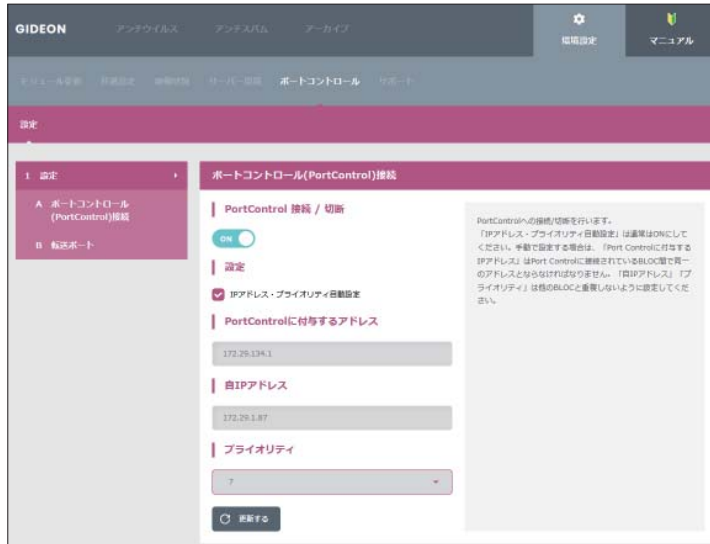 GIDEON アンチウイルス アンチスパム アーカイブ 環境設定 マニュアル
サーバー ポートコントロール サポート
設定
1 設定
A ポートコントロール
(PortControl)接続
B 転送ポート
ポートコントロール(PortControl)接続
PortControl 接続 / 切断
ON
設定
IPアドレス・プライオリティ自動設定
PortControlに付与するアドレス
172.29.134.1
自IPアドレス
172.29.1.87
プライオリティ
7
更新する
PortControlへの接続/切断を行います。
「IPアドレス・プライオリティ自動設定」は通常はONにして
ください。手動で設定する場合は、「Port Controlに付与する
IPアドレス」はPort Controlに接続されているBLOC間で同一
のアドレスとならなければなりません。「自IPアドレス」「プ
ライオリティ」は他のBLOCと重複しないように設定してくだ
さい。